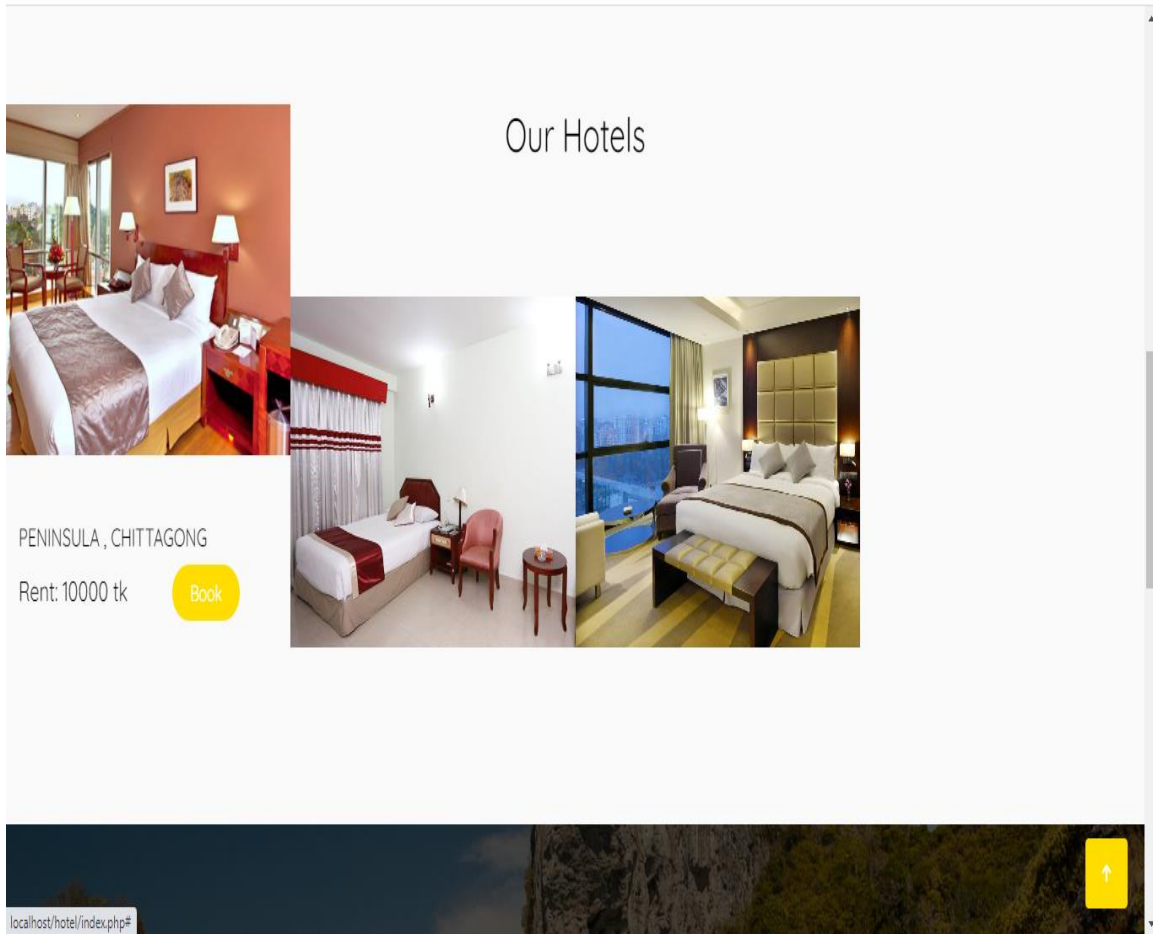 Our Hotels
PENINSULA , CHITTAGONG
Rent: 10000 tk
Book
localhost/hotel/index.php#